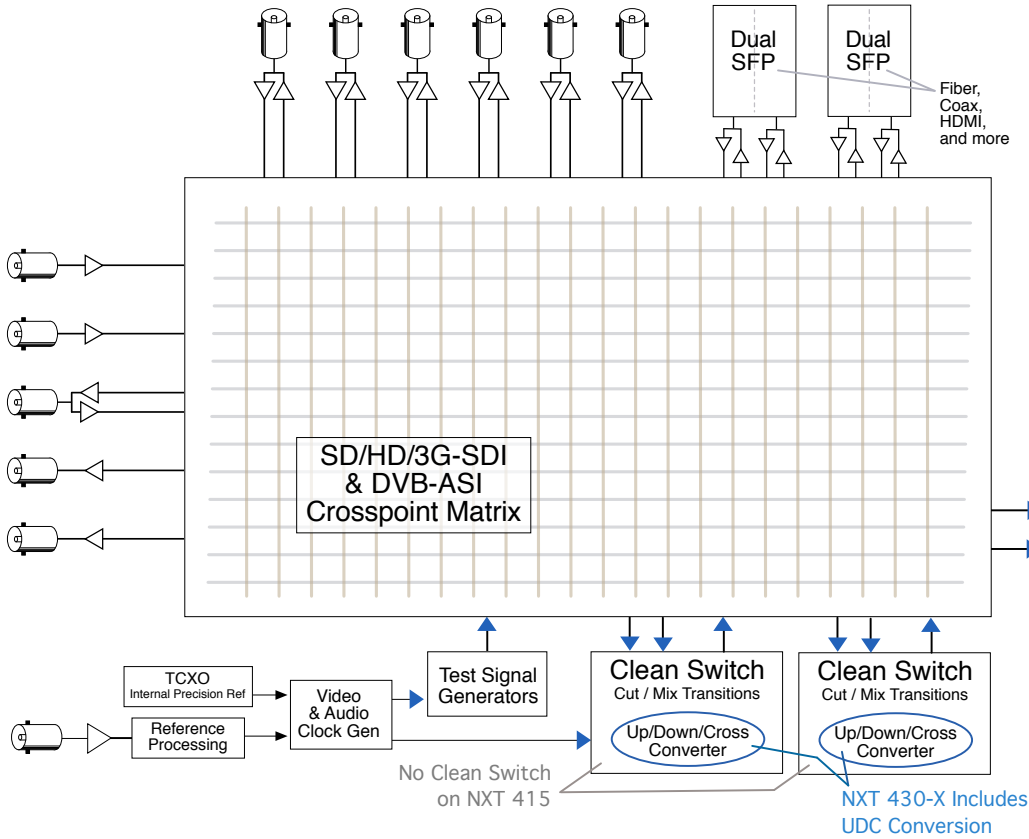 Dual
SFP
Dual
SFP
Fiber,
Coax,
HDMI,
and more
SD/HD/3G-SDI
& DVB-ASI
Crosspoint Matrix
TCXO
Internal Precision Ref
Reference
Processing
Video
& Audio
Clock Gen
Test Signal
Generators
Clean Switch
Cut / Mix Transitions
Up/Down/Cross
Converter
Clean Switch
Cut / Mix Transitions
Up/Down/Cross
Converter
No Clean Switch
on NXT 415
NXT 430-X Includes
UDC Conversion